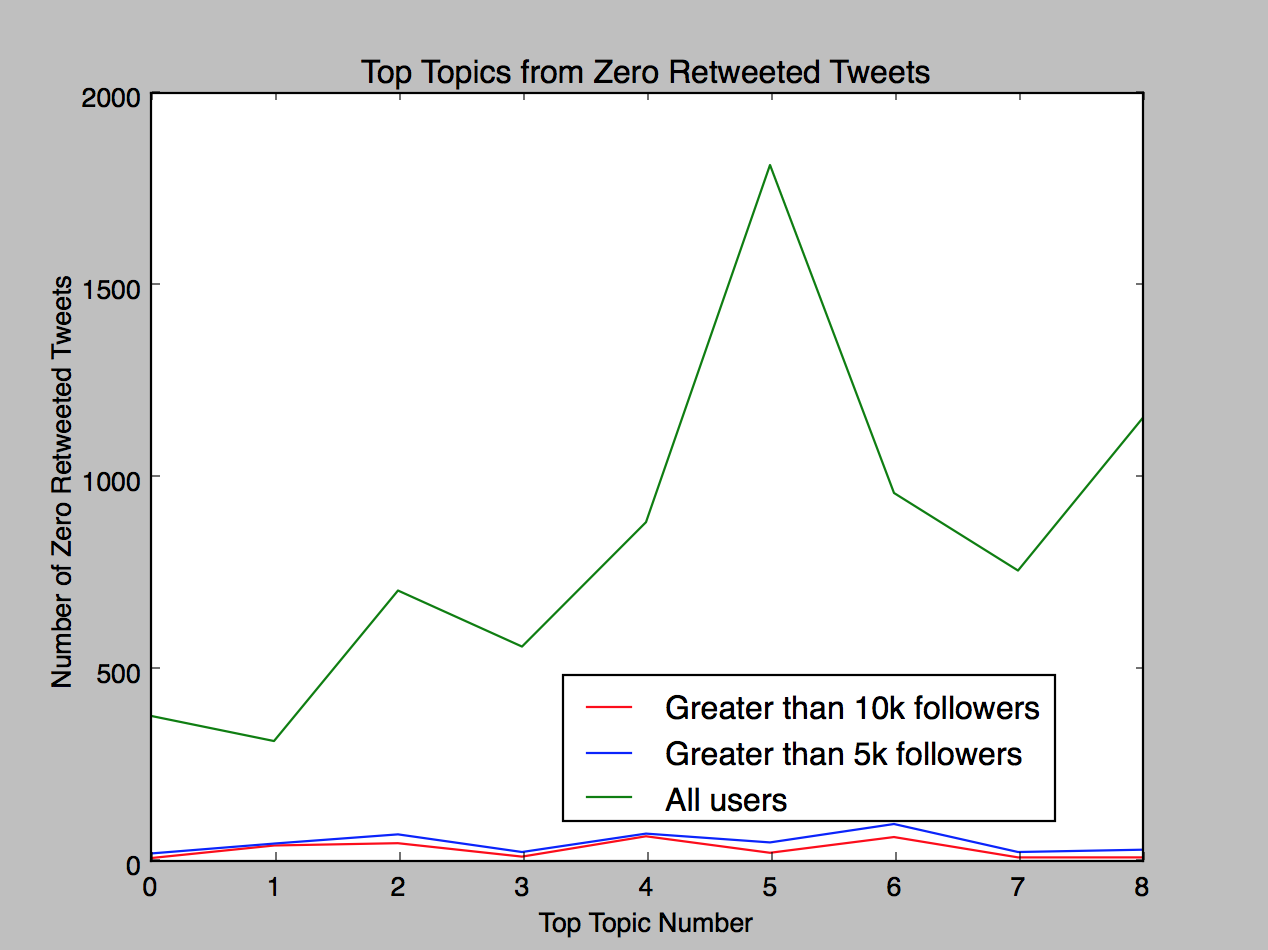 Top Topics from Zero Retweeted Tweets
2000
1500
1000
500
0
Number of Zero Retweeted Tweets
Greater than 10k followers
Greater than 5k followers
All users
0 1 2 3 4 5 6 7 8
Top Topic Number